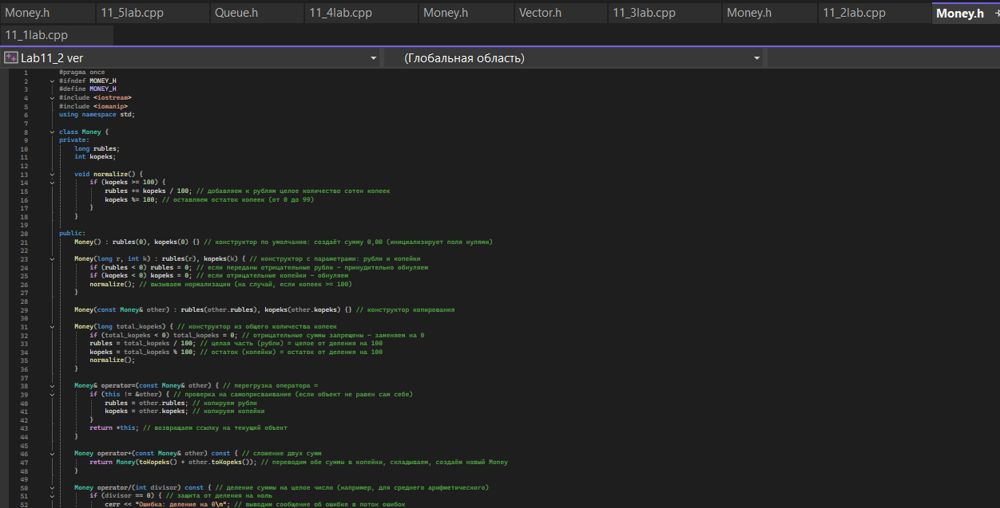 Money.h 11_5lab.cpp Queue.h 11_4lab.cpp Money.h Vector.h 11_3lab.cpp Money.h 11_2lab.cpp Money.h
11_1lab.cpp
Lab11_2 ver (Глобальная область)
1 #pragma once
2 #ifndef MONEY_H
3 #define MONEY_H
4 #include <iostream>
5 #include <iomanip>
6 using namespace std;
7
8 class Money {
9 private:
10 long rubles;
11 int kopeks;
12
13 void normalize() {
14 if (kopeks >= 100) {
15 rubles += kopeks / 100; // добавляем к рублям целое количество сотен копеек
16 kopeks %= 100; // оставляем остаток копеек (от 0 до 99)
17 }
18 }
19
20 public:
21 Money() : rubles(0), kopeks(0) {} // конструктор по умолчанию: создаёт сумму 0,00 (инициализирует поля нулями)
22
23 Money(long r, int k) : rubles(r), kopeks(k) { // конструктор с параметрами: рубли и копейки
24 if (rubles < 0) rubles = 0; // если переданы отрицательные рубли – принудительно обнуляем
25 if (kopeks < 0) kopeks = 0; // если отрицательные копейки – обнуляем
26 normalize(); // вызываем нормализацию (на случай, если копеек >= 100)
27 }
28
29 Money(const Money& other) : rubles(other.rubles), kopeks(other.kopeks) {} // конструктор копирования
30
31 Money(long total_kopeks) { // конструктор из общего количества копеек
32 if (total_kopeks < 0) total_kopeks = 0; // отрицательные суммы запрещены – заменяем на 0
33 rubles = total_kopeks / 100; // целая часть (рубли) = целое от деления на 100
34 kopeks = total_kopeks % 100; // остаток (копейки) = остаток от деления на 100
35 normalize();
36 }
37
38 Money& operator=(const Money& other) { // перегрузка оператора =
39 if (this != &other) { // проверка на самоприсваивание (если объект не равен сам себе)
40 rubles = other.rubles; // копируем рубли
41 kopeks = other.kopeks; // копируем копейки
42 }
43 return *this; // возвращаем ссылку на текущий объект
44 }
45
46 Money operator+(const Money& other) const { // сложение двух сумм
47 return Money(toKopeks() + other.toKopeks()); // переводим обе суммы в копейки, складываем, создаём новый Money
48 }
49
50 Money operator/(int divisor) const { // деление суммы на целое число (например, для среднего арифметического)
51 if (divisor == 0) { // защита от деления на ноль
52 cerr << "Ошибка: деление на 0\n"; // выводим сообщение об ошибке в поток ошибок